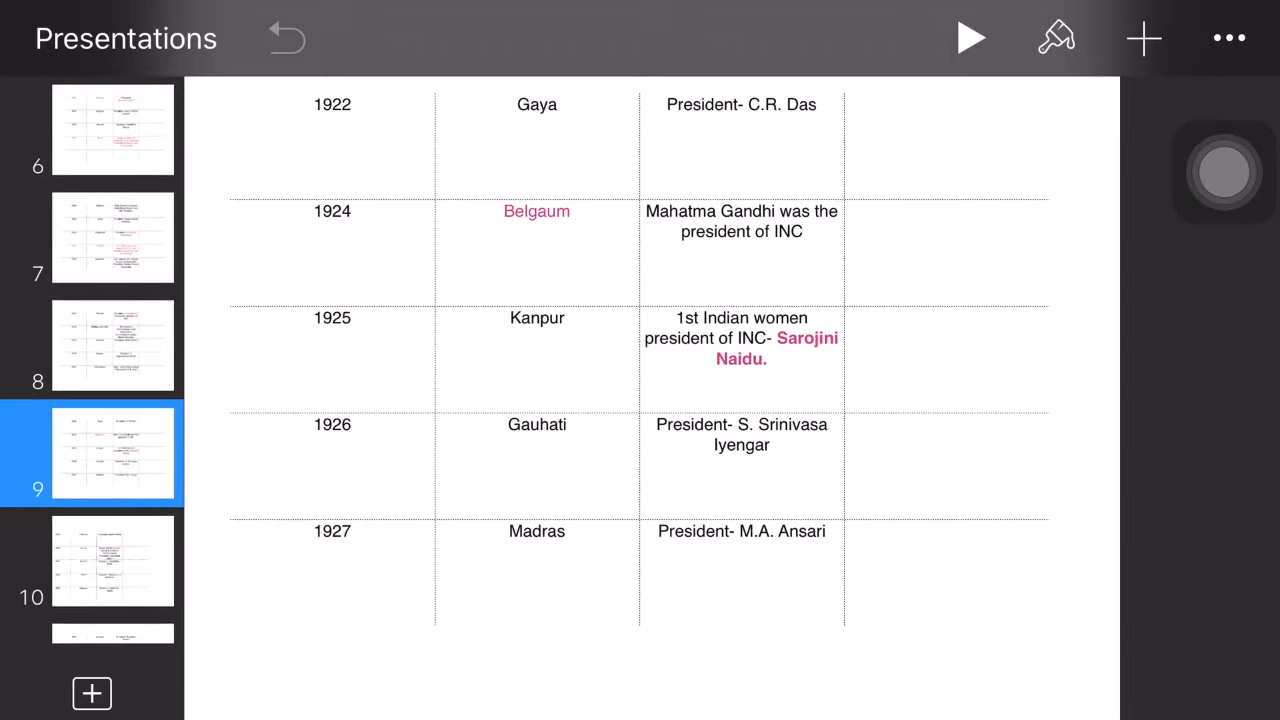 Presentations
1922 Gaya President- C.R. Das
1924 Belgaum Mahatma Gandhi was the
president of INC
1925 Kanpur 1st Indian women
president of INC- Sarojini
Naidu.
1926 Gauhati President- S. Srinivasa
Iyengar
1927 Madras President- M.A. Ansari
6
7
8
9
10